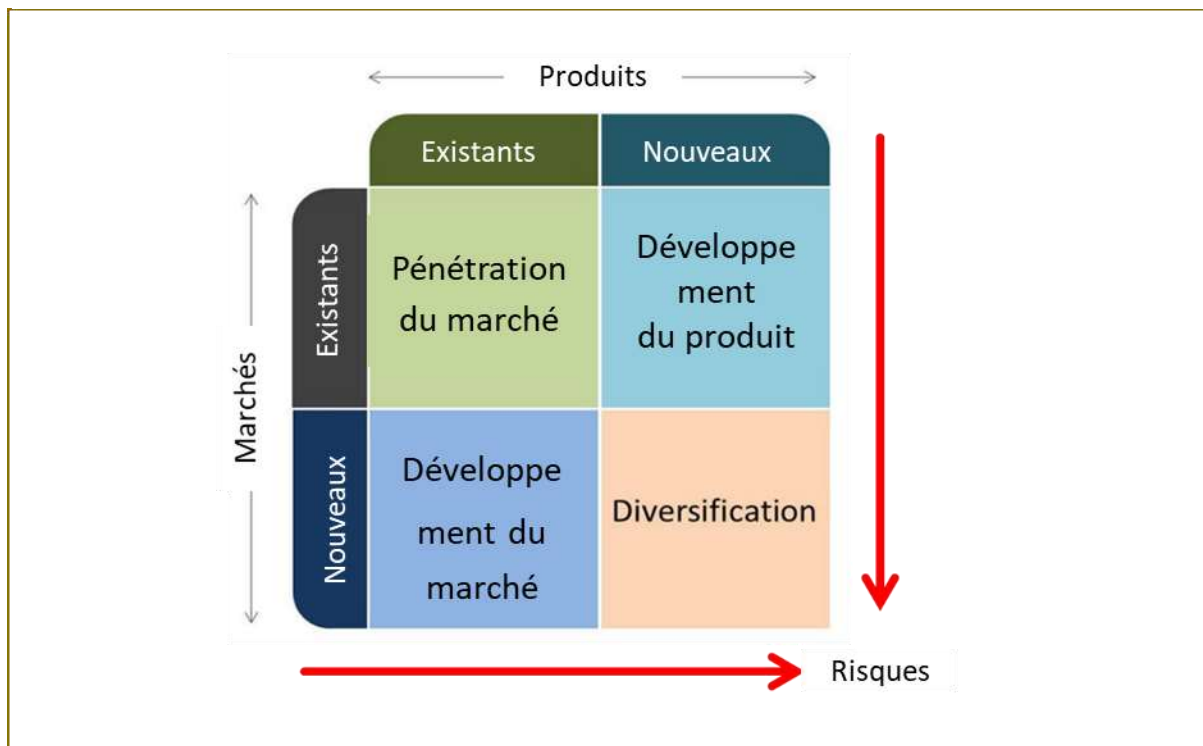 Produits
Existants
Nouveaux
Marchés
Existants
Pénétration
du marché
Développe
ment
du produit
Nouveaux
Développe
ment du
marché
Diversification
Risques